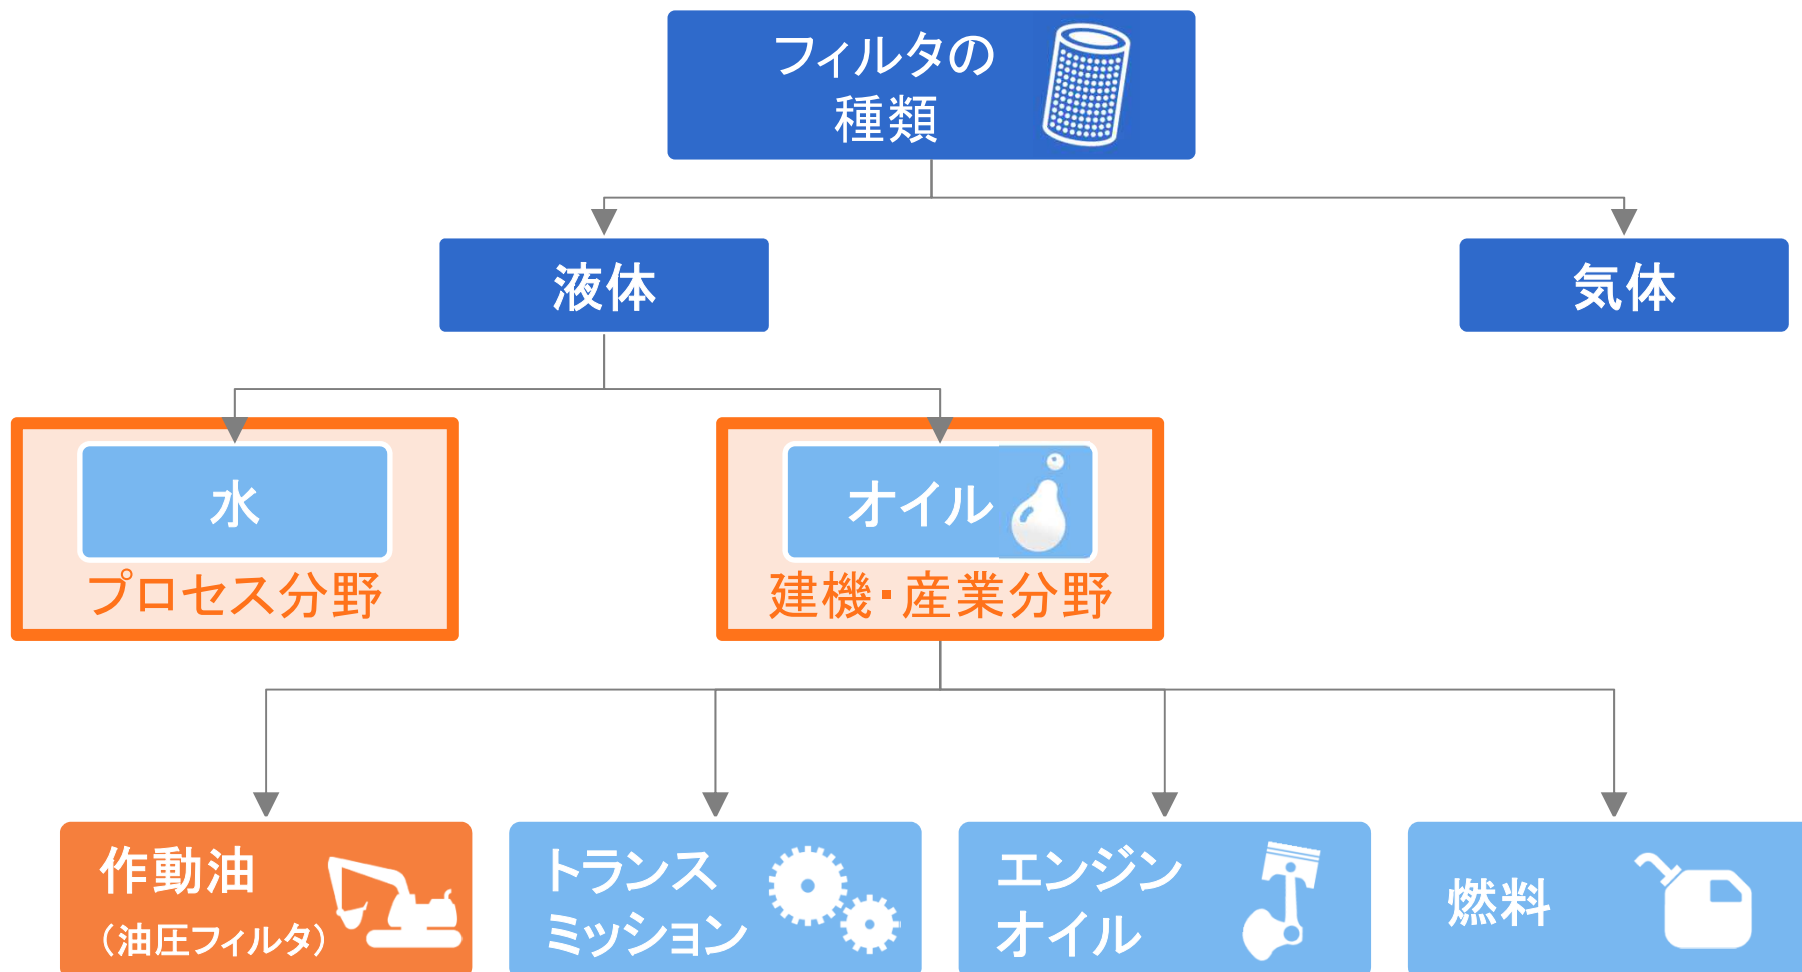 フィルタの
種類
液体
気体
水
オイル
プロセス分野
建機・産業分野
作動油
（油圧フィルタ）
トランス
ミッション
エンジン
オイル
燃料